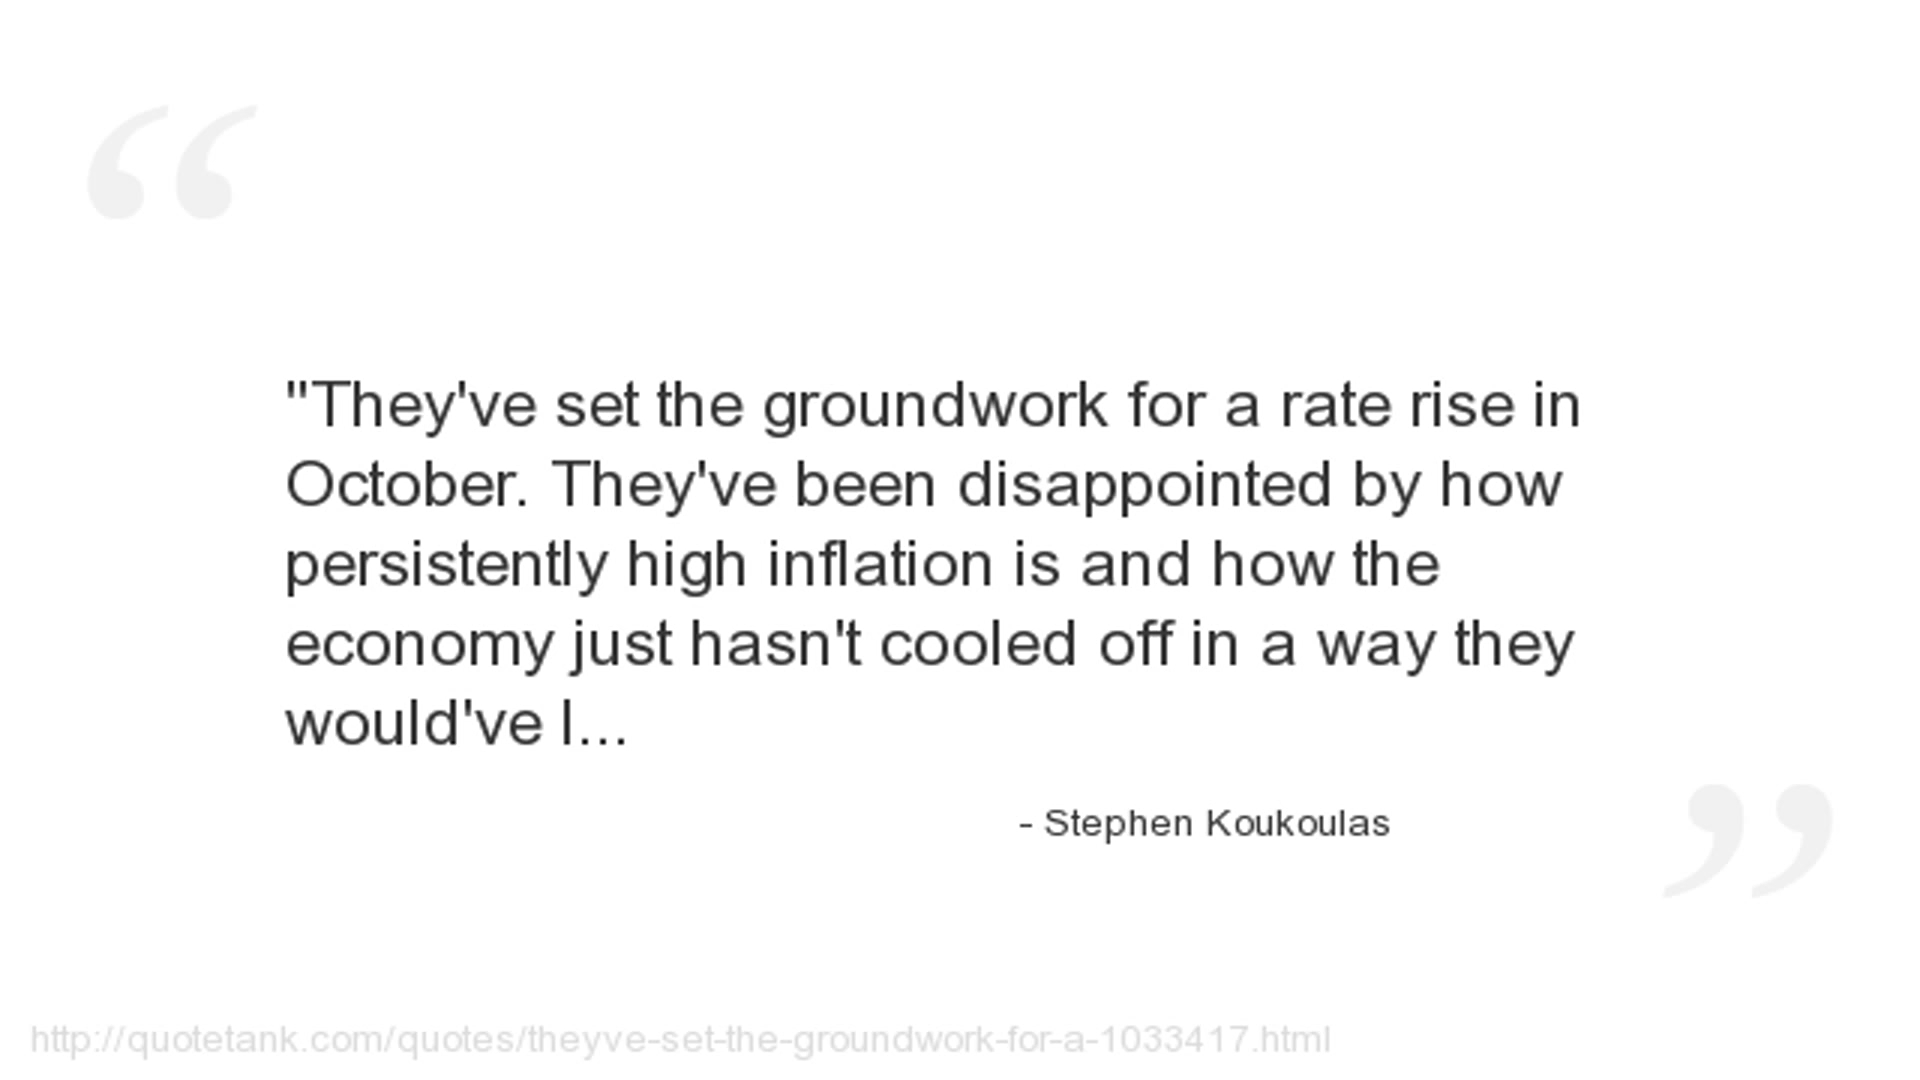 "They've set the groundwork for a rate rise in
October. They've been disappointed by how
persistently high inflation is and how the
economy just hasn't cooled off in a way they
would've l...
- Stephen Koukoulas
http://quotetank.com/quotes/theyve-set-the-groundwork-for-a-1033417.html